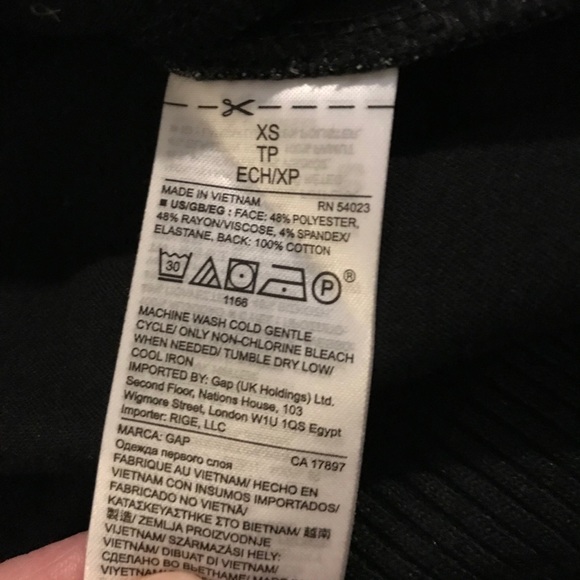 XS
TP
ECH/XP
MADE IN VIETNAM RN 54023
■ US/GB/EG : FACE: 48% POLYESTER,
48% RAYON/VISCOSE, 4% SPANDEX/
ELASTANE, BACK: 100% COTTON
30 P ®
1166
MACHINE WASH COLD GENTLE
CYCLE/ ONLY NON-CHLORINE BLEACH
WHEN NEEDED/ TUMBLE DRY LOW/
COOL IRON
IMPORTED BY: Gap (UK Holdings) Ltd.
Second Floor, Nations House, 103
Wigmore Street, London W1U 1QS Egypt
Importer: RIGE, LLC
MARCA: GAP CA 17897
Одежда первого слоя
FABRIQUE AU VIETNAM/ HECHO EN
VIETNAM CON INSUMOS IMPORTADOS/
FABRICADO NO VIETNÃ/
ΚΑΤΑΣΚΕΥΑΣΤΗΚΕ ΣΤΟ ΒΙΕΤΝΑΜ/ 越南
製造/ ZEMLJA PROIZVODNJE
VIJETNAM/ SZÁRMAZÁSI HELY:
VIETNÁM/ DIBUAT DI VIETNAM/
СДЕЛАНО ВО ВЬЕТНАМЕ/ MADE IN